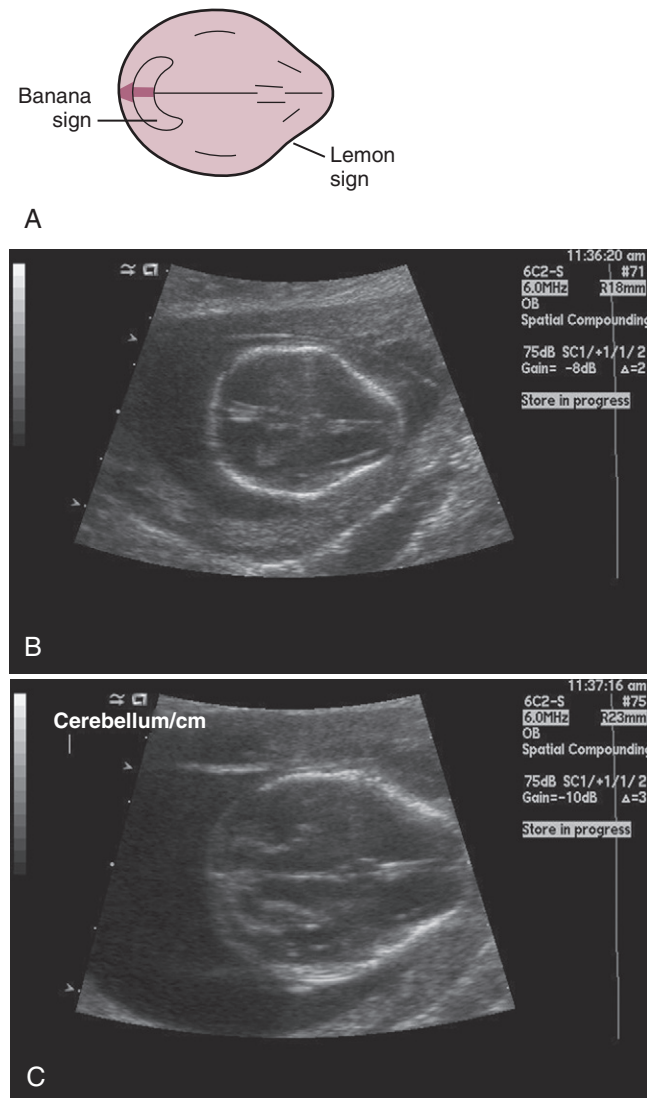 Banana
sign
Lemon
sign
A
11:36:20 am
6C2-S #71
6.0MHz R18mm
OB
Spatial Compounding
75dB SC1/+1/1/2
Gain= -8dB Δ=2
Store in progress
B
11:37:16 am
Cerebellum/cm
6C2-S #75
6.0MHz R23mm
OB
Spatial Compounding
75dB SC1/+1/1/2
Gain=-10dB Δ=3
Store in progress
C